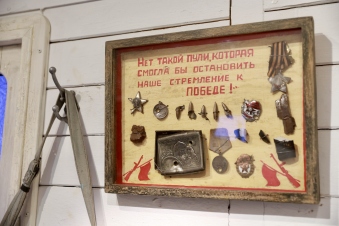 НЕТ ТАКОЙ ПУЛИ, КОТОРАЯ
СМОГЛА БЫ ОСТАНОВИТЬ
НАШЕ СТРЕМЛЕНИЕ К
ПОБЕДЕ!